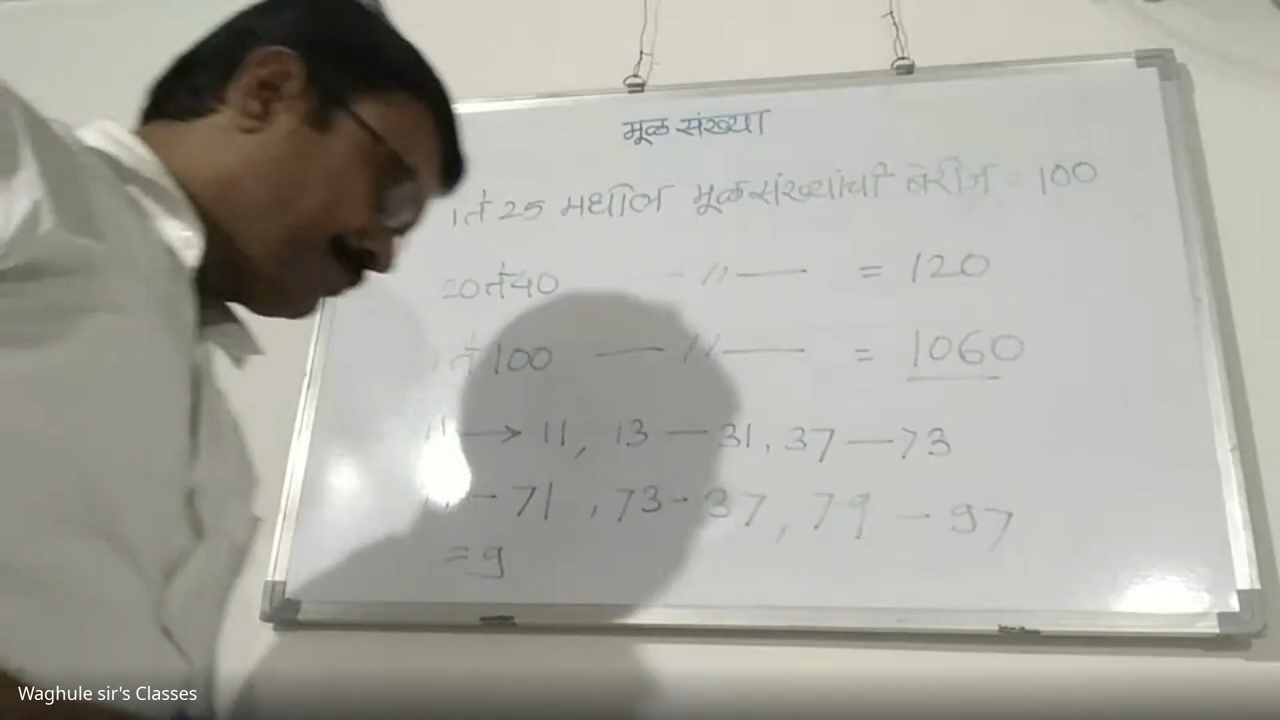 मूळ संख्या
1 ते 25 मधील मूळ संख्यांची बेरीज = 100
20 ते 40 - 〃 — = 120
1 ते 100 — 〃 — = 1060
11 → 11, 13 — 31, 37 — 73
- 71, 73 - 37, 79 - 97
= 9
Waghule sir's Classes